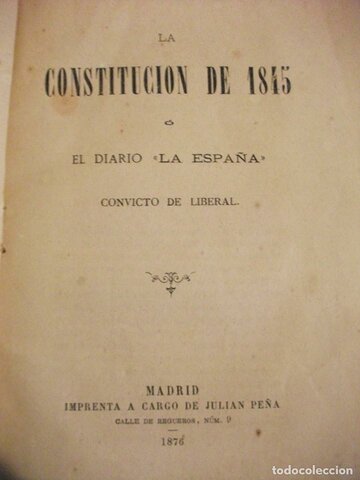 LA
CONSTITUCION DE 1845
Ó
EL DIARIO «LA ESPAÑA»
CONVICTO DE LIBERAL.
MADRID
IMPRENTA A CARGO DE JULIAN PEÑA
CALLE DE REGUEROS, NÚM. 9
1876
todocoleccion